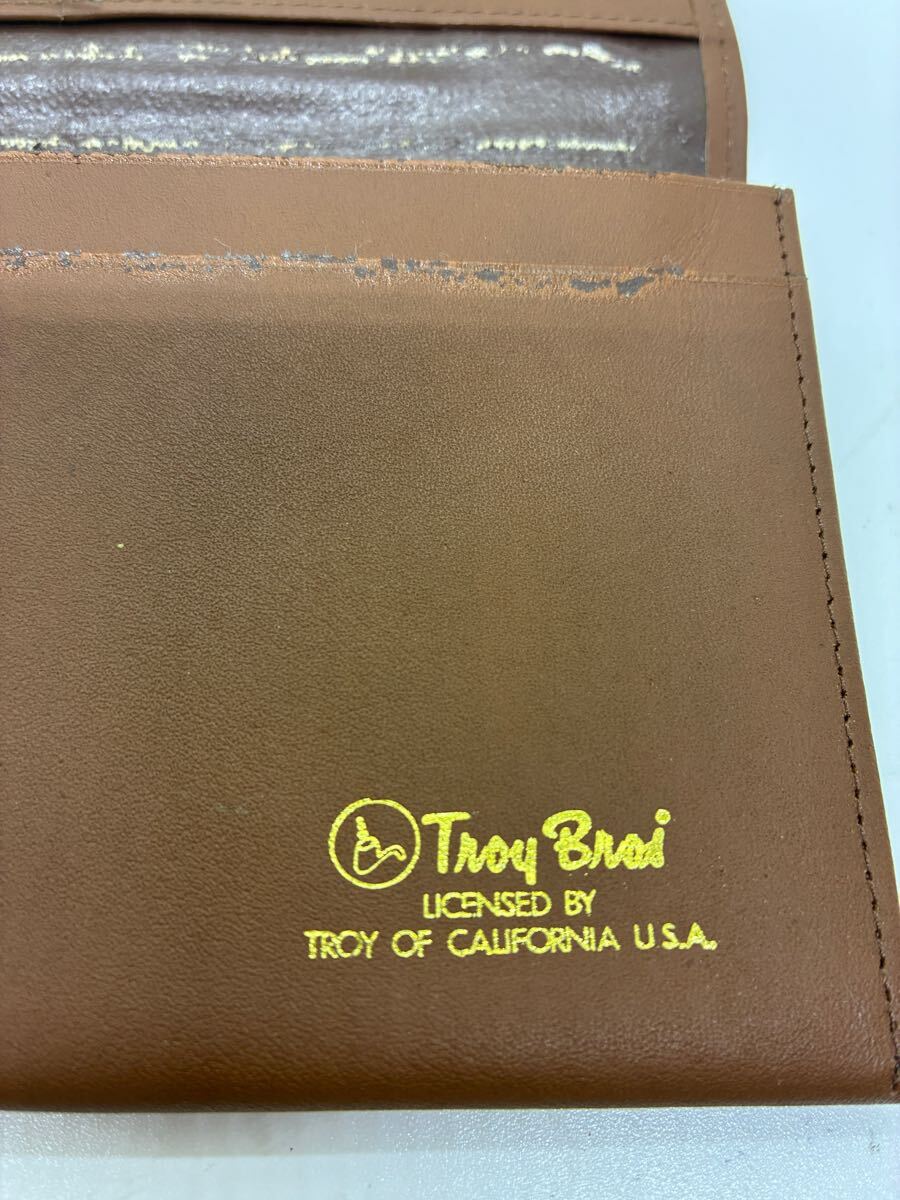 Troy Bros
LICENSED BY
TROY OF CALIFORNIA U.S.A.